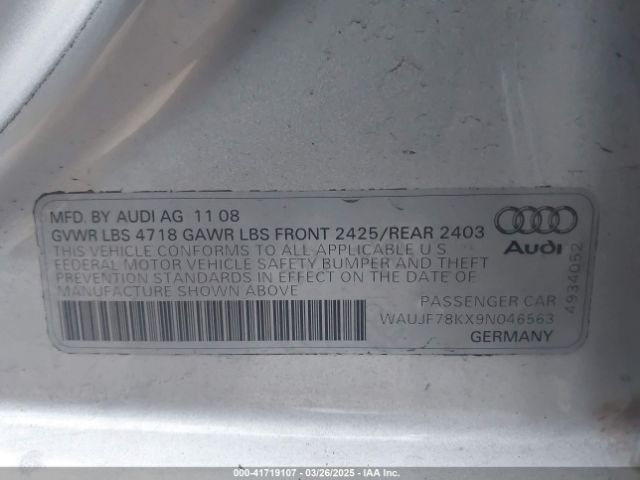 MFD. BY AUDI AG 11 08
GVWR LBS 4718 GAWR LBS FRONT 2425/REAR 2403
THIS VEHICLE CONFORMS TO ALL APPLICABLE U S
FEDERAL MOTOR VEHICLE SAFETY BUMPER AND THEFT
PREVENTION STANDARDS IN EFFECT ON THE DATE OF
MANUFACTURE SHOWN ABOVE
PASSENGER CAR
WAUJF78KX9N046563
GERMANY
Audi
4934052
000-41719107 • 03/26/2025 • IAAI.COM